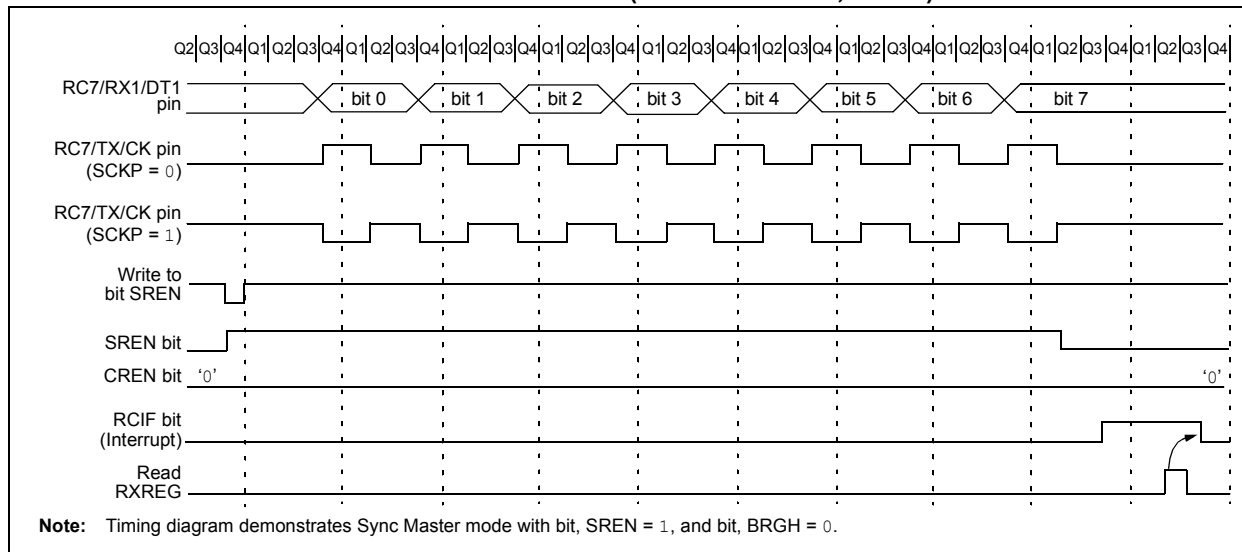 Q2 Q3 Q4 Q1 Q2 Q3 Q4 Q1 Q2 Q3 Q4 Q1 Q2 Q3 Q4 Q1 Q2 Q3 Q4 Q1 Q2 Q3 Q4 Q1 Q2 Q3 Q4 Q1 Q2 Q3 Q4 Q1 Q2 Q3 Q4 Q1 Q2 Q3 Q4 Q1 Q2 Q3 Q4
RC7/RX1/DT1
pin
bit 0 bit 1 bit 2 bit 3 bit 4 bit 5 bit 6 bit 7
RC7/TX/CK pin
(SCKP = 0)
RC7/TX/CK pin
(SCKP = 1)
Write to
bit SREN
SREN bit
CREN bit ‘0’ ‘0’
RCIF bit
(Interrupt)
Read
RXREG
Note: Timing diagram demonstrates Sync Master mode with bit, SREN = 1, and bit, BRGH = 0.